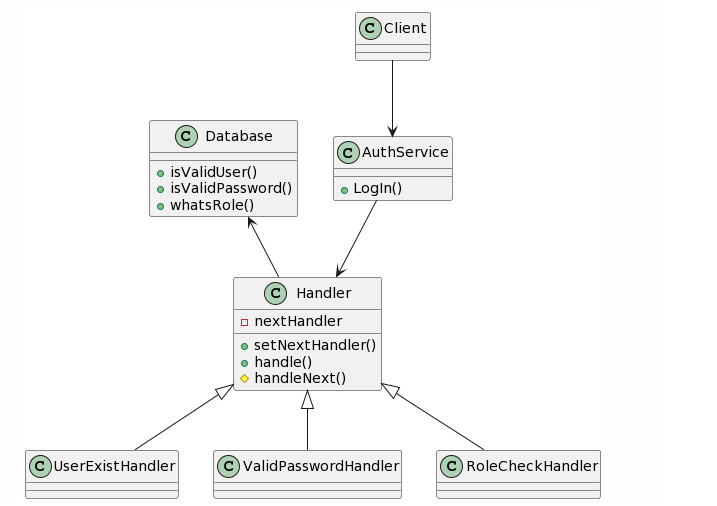 C Client
C Database
isValidUser()
isValidPassword()
whatsRole()
C AuthService
LogIn()
C Handler
nextHandler
setNextHandler()
handle()
handleNext()
C UserExistHandler
C ValidPasswordHandler
C RoleCheckHandler